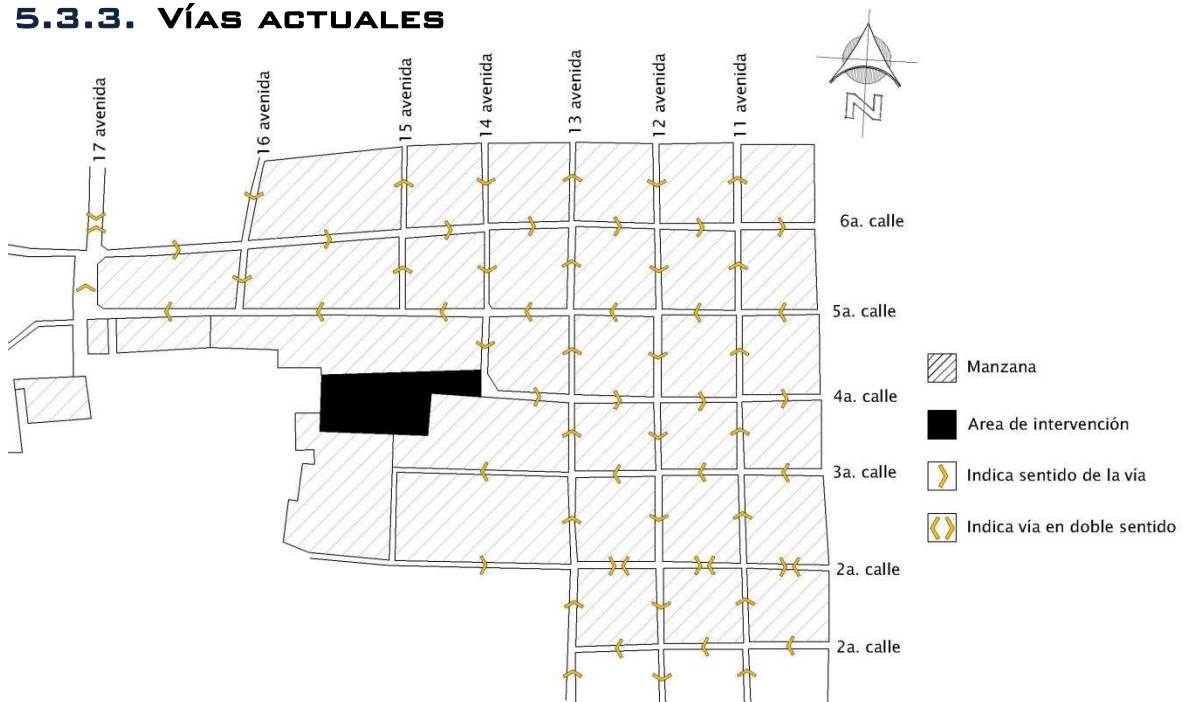 5.3.3. VÍAS ACTUALES
17 avenida
16 avenida
15 avenida
14 avenida
13 avenida
12 avenida
11 avenida
N
6a. calle
5a. calle
4a. calle
3a. calle
2a. calle
2a. calle
Manzana
Area de intervención
Indica sentido de la vía
Indica vía en doble sentido